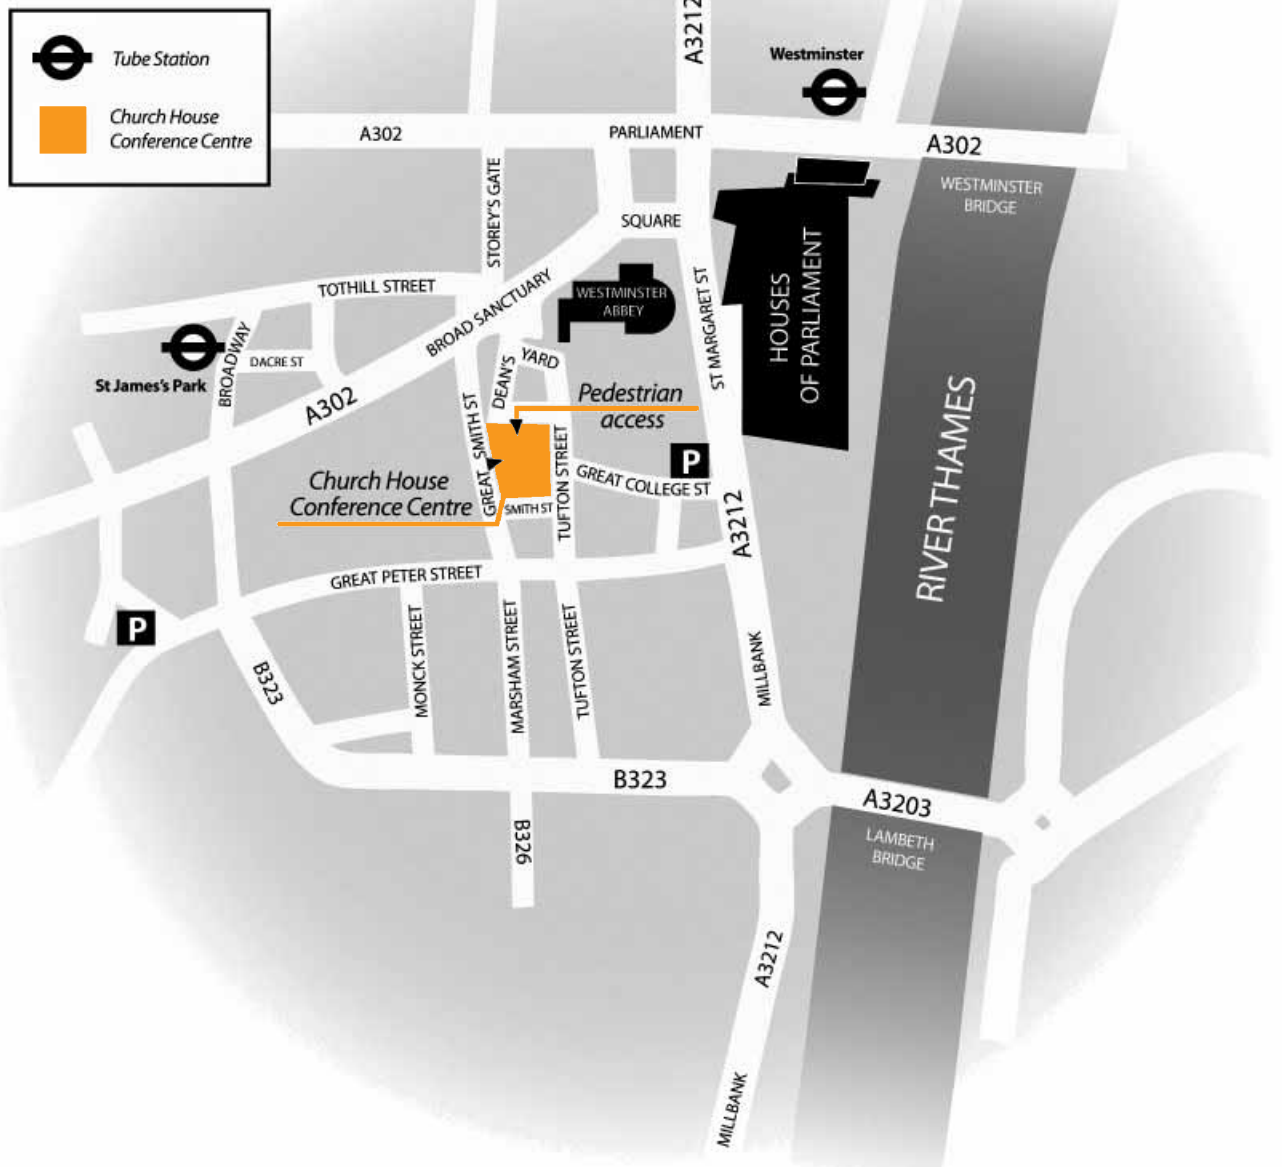 Tube Station
Church House
Conference Centre
A3212
Westminster
A302
PARLIAMENT
A302
WESTMINSTER
BRIDGE
STOREY'S GATE
SQUARE
TOTHILL STREET
BROAD SANCTUARY
WESTMINSTER
ABBEY
ST MARGARET ST
HOUSES
OF PARLIAMENT
BROADWAY
DACRE ST
St James's Park
A302
DEAN'S
YARD
Pedestrian
access
GREAT SMITH ST
TUFTON STREET
P
GREAT COLLEGE ST
Church House
Conference Centre
SMITH ST
A3212
RIVER THAMES
GREAT PETER STREET
P
B323
MONCK STREET
MARSHAM STREET
TUFTON STREET
MILLBANK
B323
A3203
LAMBETH
BRIDGE
B326
A3212
MILLBANK